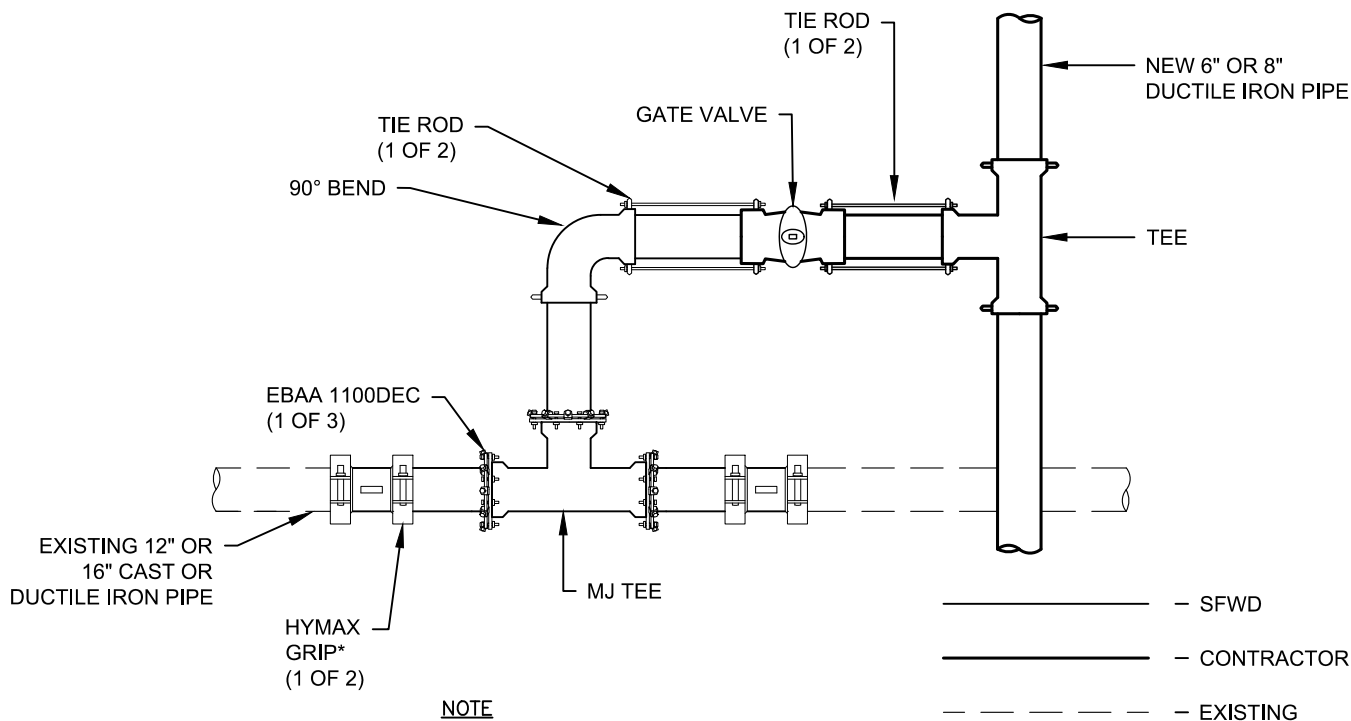 TIE ROD
(1 OF 2)
NEW 6" OR 8"
DUCTILE IRON PIPE
GATE VALVE
TIE ROD
(1 OF 2)
90° BEND
TEE
EBAA 1100DEC
(1 OF 3)
EXISTING 12" OR
16" CAST OR
DUCTILE IRON PIPE
MJ TEE
HYMAX
GRIP*
(1 OF 2)
NOTE
– SFWD
– CONTRACTOR
– EXISTING